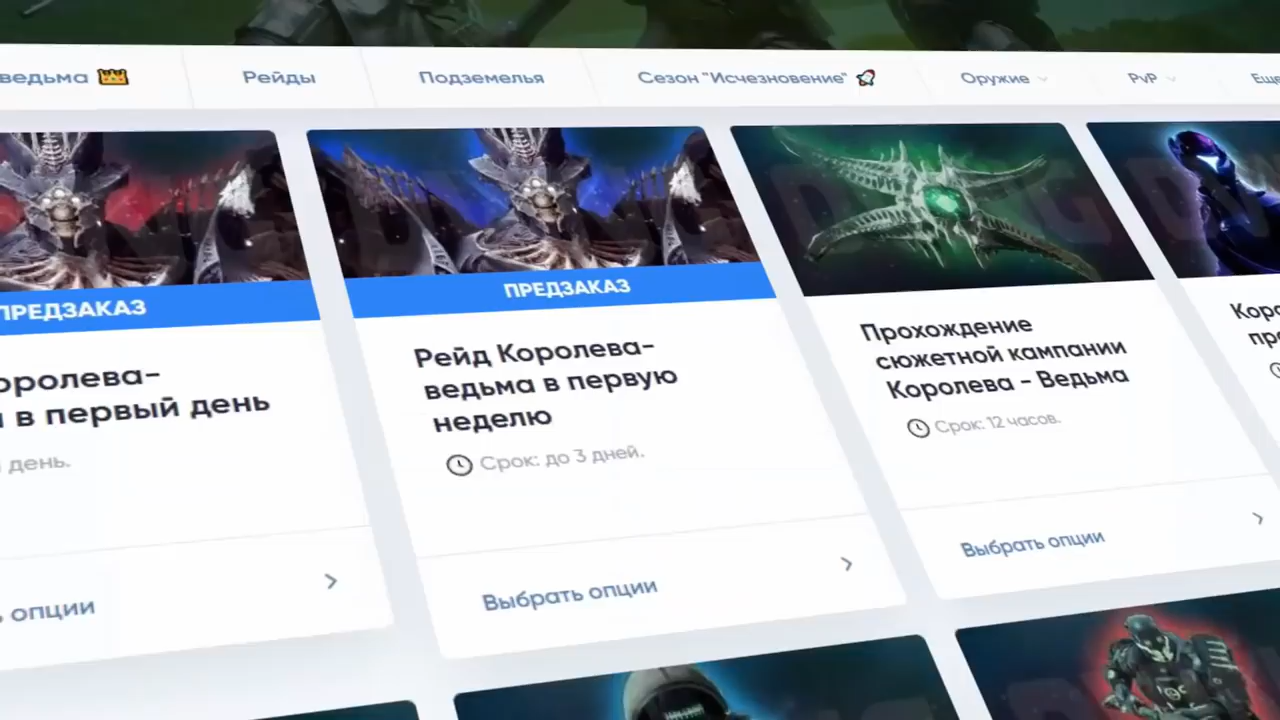 ведьма
Рейды
Подземелья
Сезон "Исчезновение"
Оружие
PvP
Еще
ПРЕДЗАКАЗ
оролева-
в первый день
день.
опции
ПРЕДЗАКАЗ
Рейд Королева-
ведьма в первую
неделю
Срок: до 3 дней.
Выбрать опции
Прохождение
сюжетной кампании
Королева - Ведьма
Срок: 12 часов.
Выбрать опции